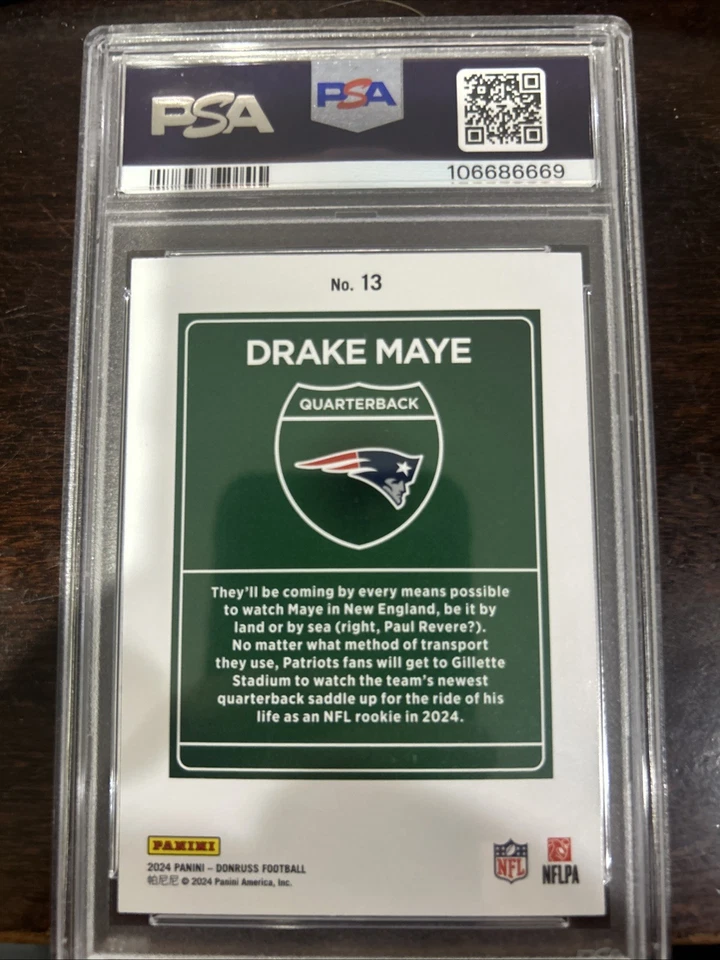 PSA
PSA
106686669
No. 13
DRAKE MAYE
QUARTERBACK
They'll be coming by every means possible
to watch Maye in New England, be it by
land or by sea (right, Paul Revere?).
No matter what method of transport
they use, Patriots fans will get to Gillette
Stadium to watch the team's newest
quarterback saddle up for the ride of his
life as an NFL rookie in 2024.
PANINI
2024 PANINI – DONRUSS FOOTBALL
帕尼尼 © 2024 Panini America, Inc.
NFL
NFLPA
PSA